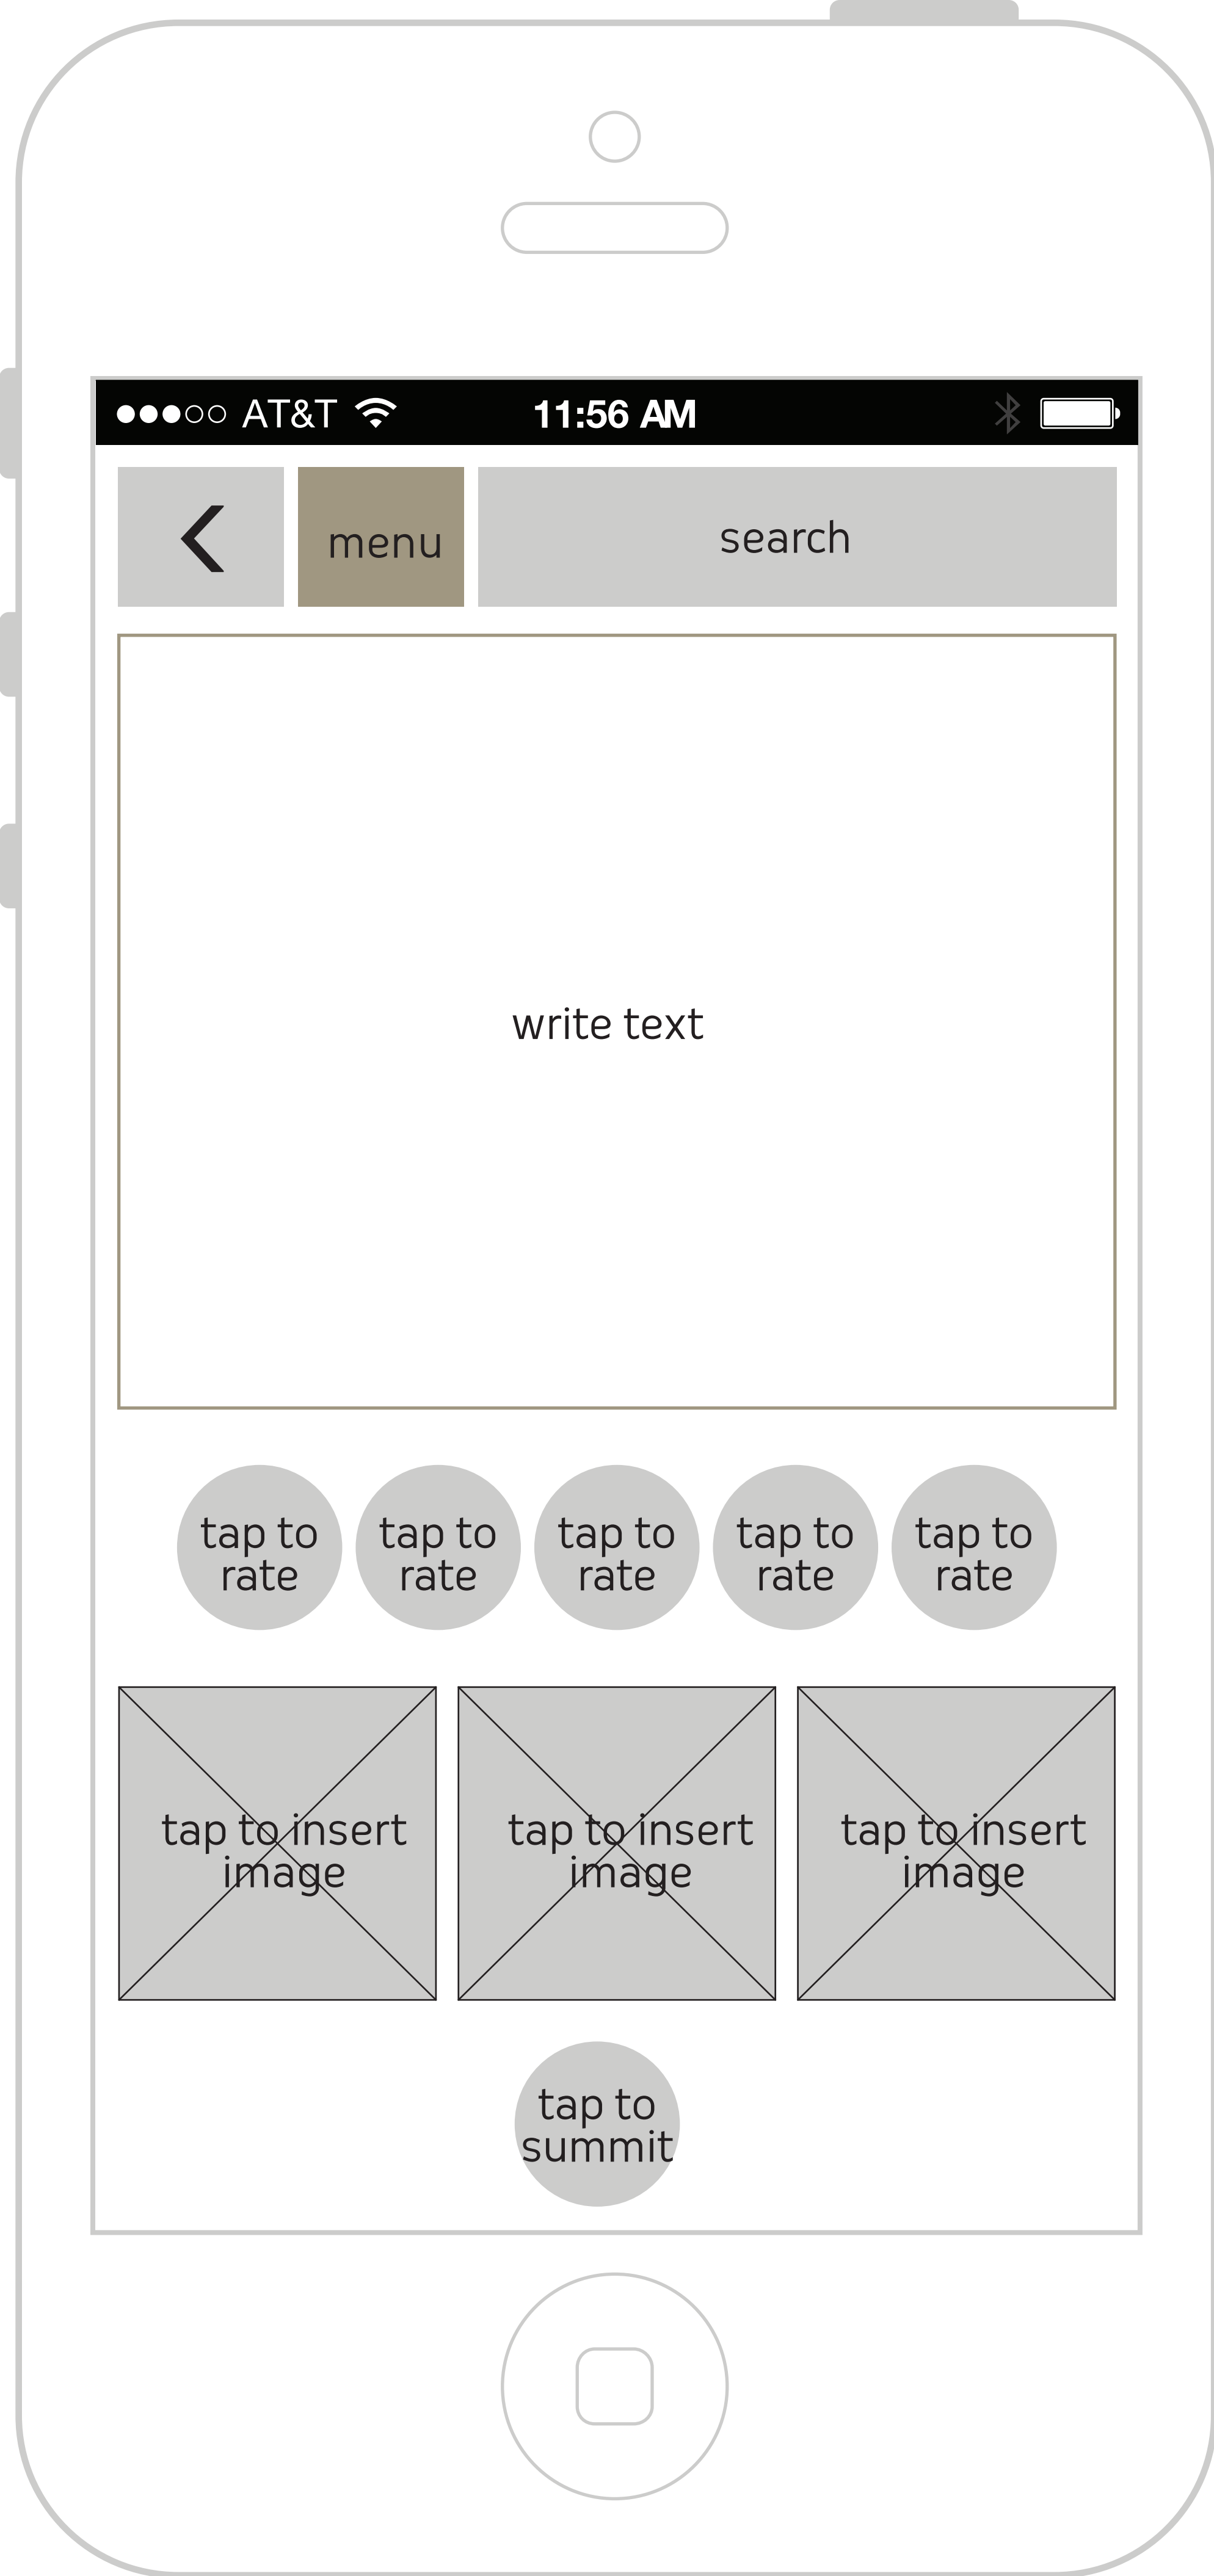 AT&T 11:56 AM
menu search
write text
tap to tap to tap to tap to tap to
rate rate rate rate rate
tap to insert tap to insert tap to insert
image image image
tap to
summit